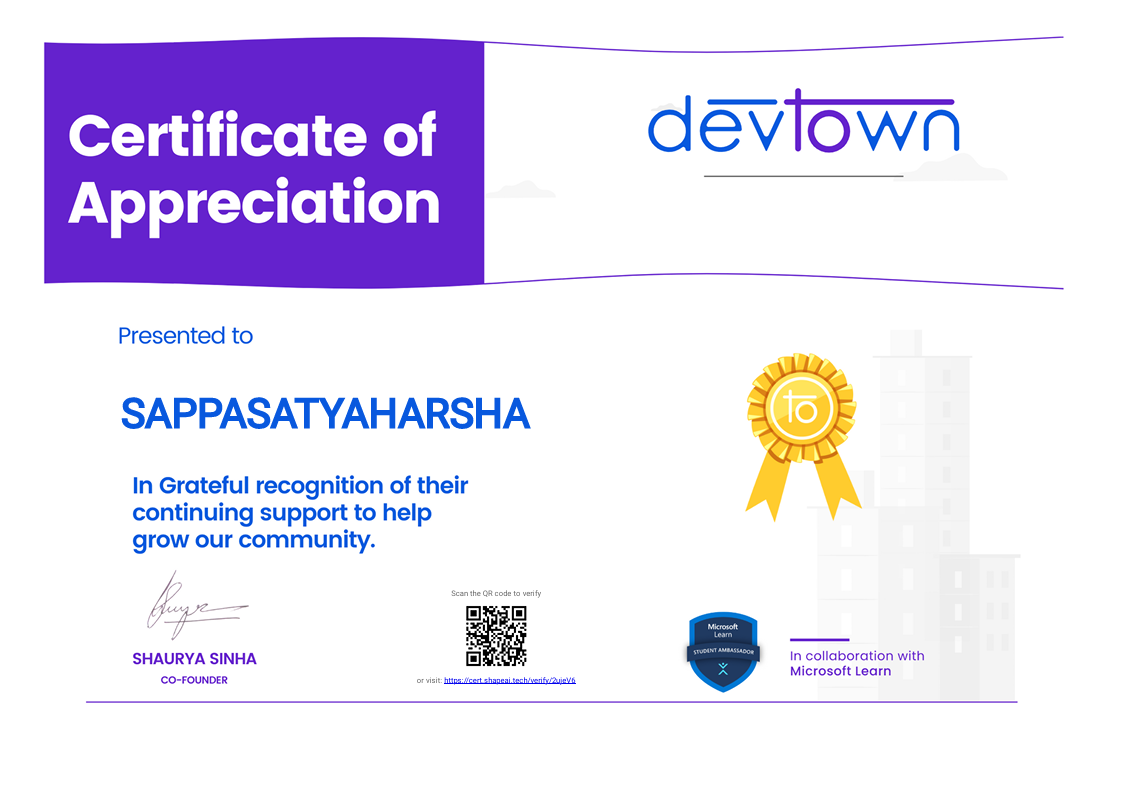 Certificate of
Appreciation
devtown
Presented to
SAPPASATYAHARSHA
In Grateful recognition of their
continuing support to help
grow our community.
SHAURYA SINHA
CO-FOUNDER
Scan the QR code to verify
or visit: https://cert.shapeai.tech/verify/2ujeV6
to
Microsoft
Learn
STUDENT AMBASSADOR
In collaboration with
Microsoft Learn